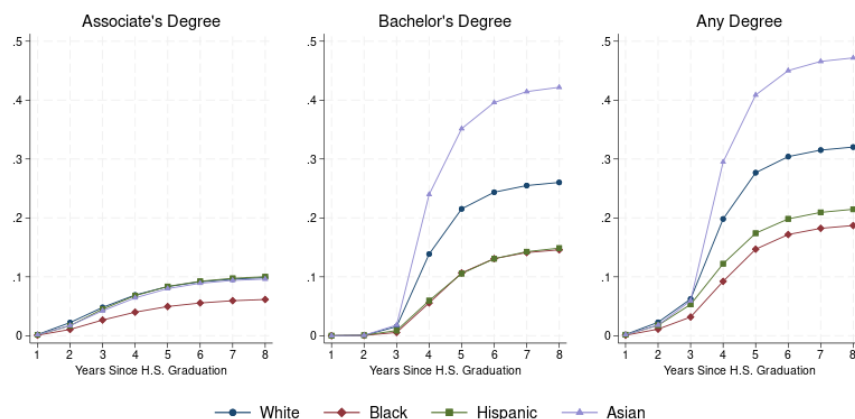 Associate's Degree
.5
.4
.3
.2
.1
0
1 2 3 4 5 6 7 8
Years Since H.S. Graduation
Bachelor's Degree
.5
.4
.3
.2
.1
0
1 2 3 4 5 6 7 8
Years Since H.S. Graduation
Any Degree
.5
.4
.3
.2
.1
0
1 2 3 4 5 6 7 8
Years Since H.S. Graduation
White Black Hispanic Asian